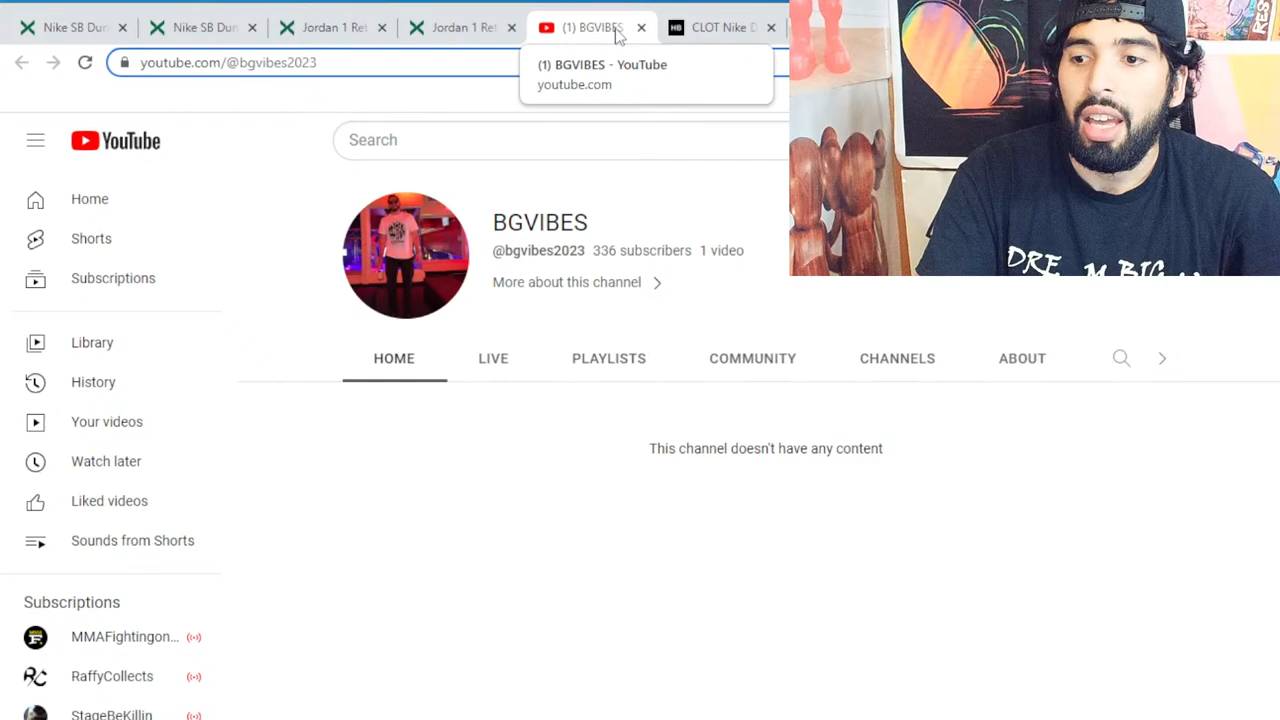 Nike SB Dun
Nike SB Dun
Jordan 1 Ret
Jordan 1 Ret
(1) BGVIBES
HB
CLOT Nike D
youtube.com/@bgvibes2023
(1) BGVIBES - YouTube
youtube.com
YouTube
Search
Home
Shorts
Subscriptions
Library
History
Your videos
Watch later
Liked videos
Sounds from Shorts
Subscriptions
MMAFightingon...
RaffyCollects
StageBeKillin
BGVIBES
@bgvibes2023 336 subscribers 1 video
More about this channel
HOME LIVE PLAYLISTS COMMUNITY CHANNELS ABOUT
This channel doesn't have any content